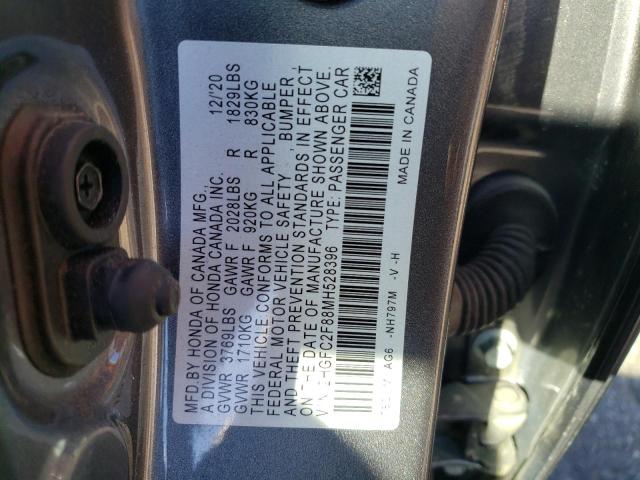 MFD.BY HONDA OF CANADA MFG., 12/'20
A DIVISION OF HONDA CANADA INC.
GVWR 3769LBS GAWR F 2028LBS R 1829LBS
GVWR 1710KG GAWR F 920KG R 830KG
THIS VEHICLE CONFORMS TO ALL APPLICABLE
FEDERAL MOTOR VEHICLE SAFETY , BUMPER ,
AND THEFT PREVENTION STANDARDS IN EFFECT
ON THE DATE OF MANUFACTURE SHOWN ABOVE.
HGFC2F88MH528396 TYPE: PASSENGER CAR
AG6 -NH797M -V-H MADE IN CANADA